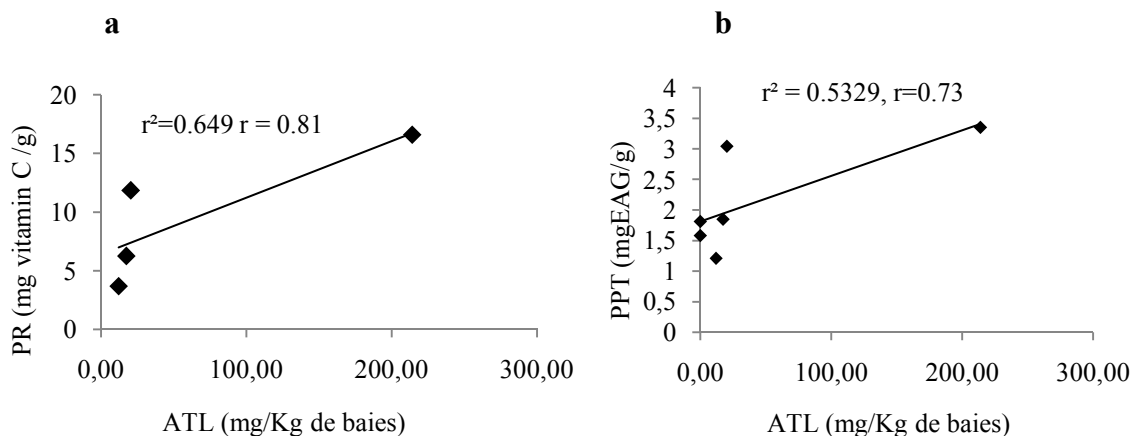 a
r²=0.649 r = 0.81
PR (mg vitamin C /g)
20
15
10
5
0
0,00
100,00
200,00
300,00
ATL (mg/Kg de baies)
b
r² = 0.5329, r=0.73
PPT (mgEAG/g)
4
3,5
3
2,5
2
1,5
1
0,5
0
0,00
100,00
200,00
300,00
ATL (mg/Kg de baies)